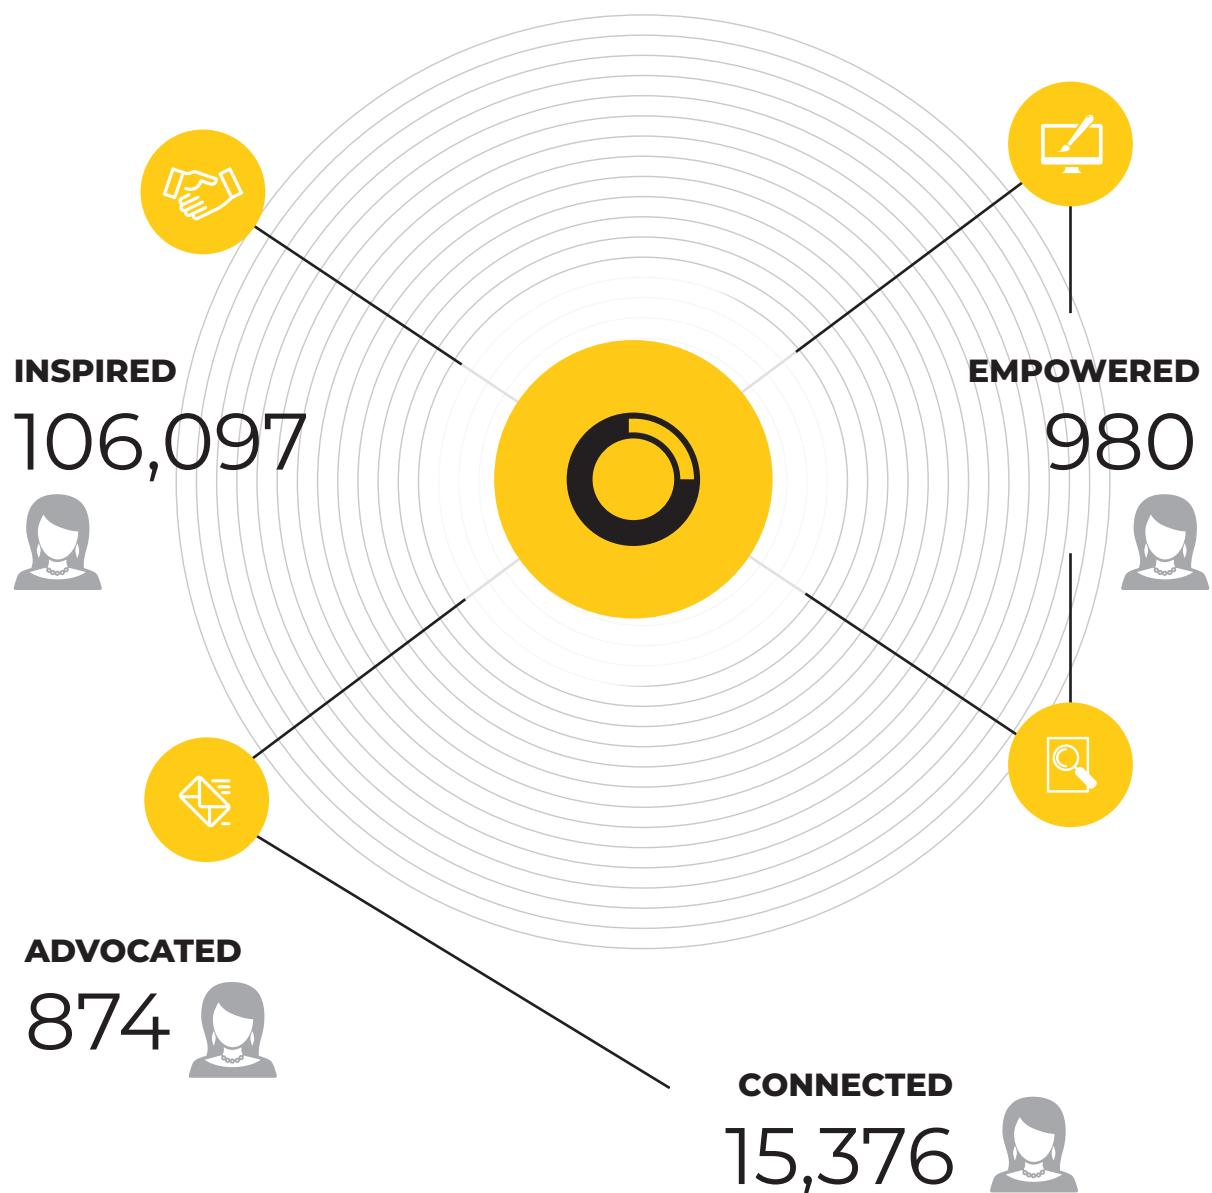 INSPIRED
106,097
EMPOWERED
980
ADVOCATED
874
CONNECTED
15,376